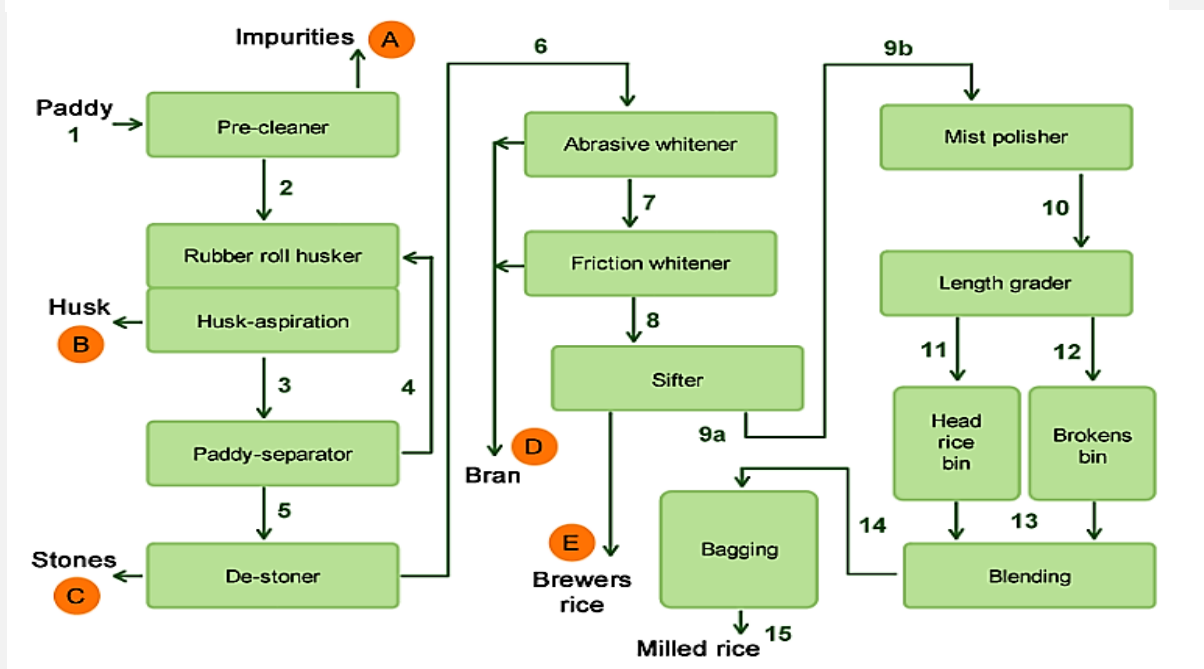 Impurities A
Paddy
1
Pre-cleaner
2
Rubber roll husker
Husk-aspiration
Husk
B
3
4
Paddy-separator
5
De-stoner
Stones
C
6
Abrasive whitener
7
Friction whitener
8
Sifter
D
Bran
E
Brewers
rice
9a
9b
Mist polisher
10
Length grader
11
12
Head
rice
bin
Brokens
bin
13
Blending
14
Bagging
15
Milled rice